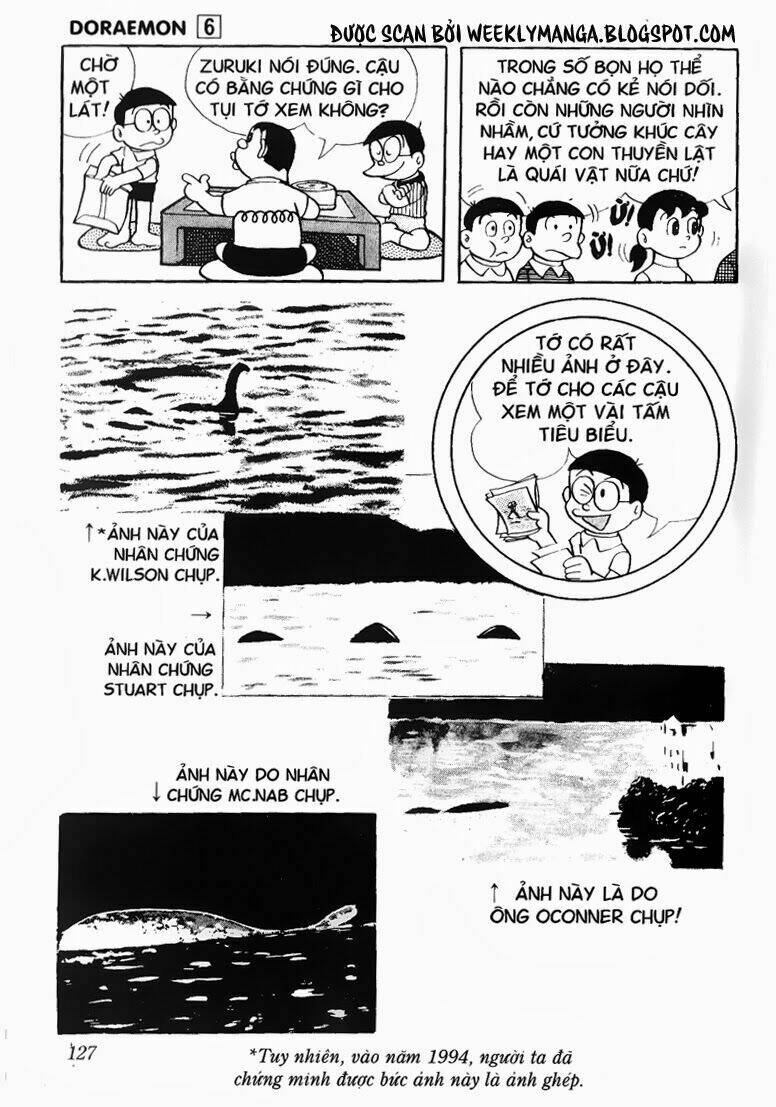 DORAEMON 6
ĐƯỢC SCAN BỞI WEEKLYMANGA.BLOGSPOT.COM
CHỜ
MỘT
LÁT!
ZURUKI NÓI ĐÚNG. CẬU
CÓ BẰNG CHỨNG GÌ CHO
TỤI TỚ XEM KHÔNG?
TRONG SỐ BỌN HỌ THỂ
NÀO CHẲNG CÓ KẺ NÓI DỐI.
RỒI CÒN NHỮNG NGƯỜI NHÌN
NHẦM, CỨ TƯỞNG KHÚC CÂY
HAY MỘT CON THUYỀN LẬT
LÀ QUÁI VẬT NỮA CHỨ!
Ừ!
Ừ!
TỚ CÓ RẤT
NHIỀU ẢNH Ở ĐÂY.
ĐỂ TỚ CHO CÁC CẬU
XEM MỘT VÀI TẤM
TIÊU BIỂU.
↑*ẢNH NÀY CỦA
NHÂN CHỨNG
K.WILSON CHỤP.
→
ẢNH NÀY CỦA
NHÂN CHỨNG
STUART CHỤP.
ẢNH NÀY DO NHÂN
↓ CHỨNG MC.NAB CHỤP.
↑ ẢNH NÀY LÀ DO
ÔNG OCONNER CHỤP!
127
*Tuy nhiên, vào năm 1994, người ta đã
chứng minh được bức ảnh này là ảnh ghép.